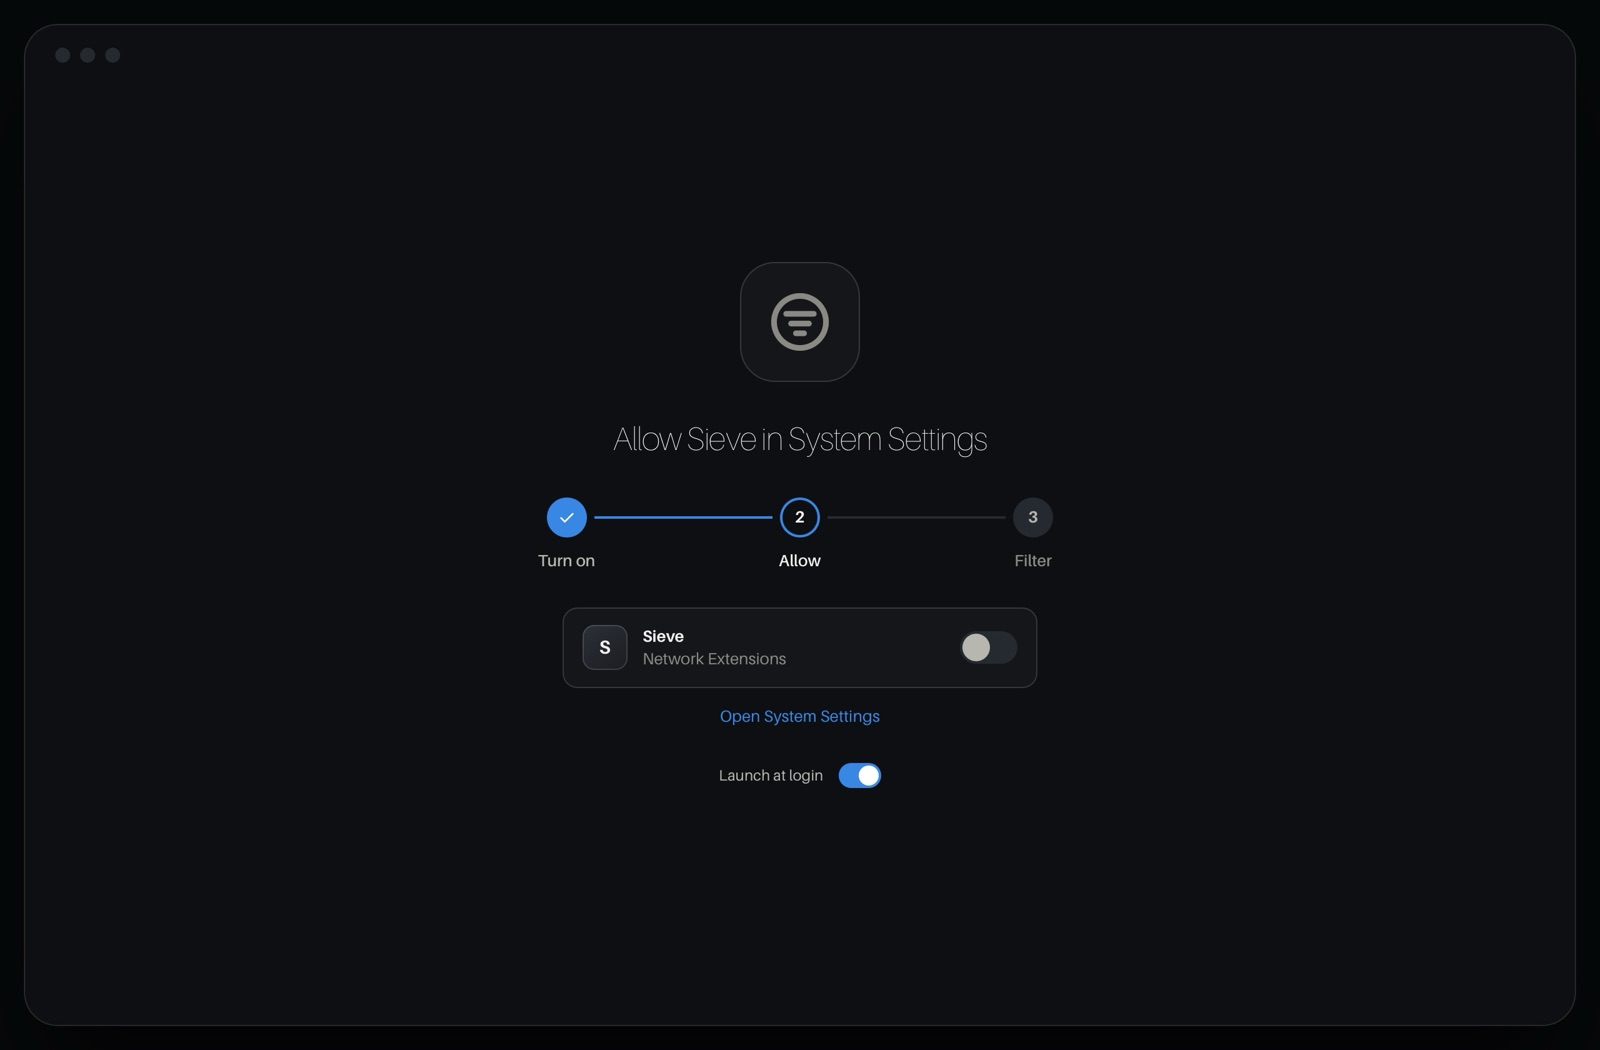 Allow Sieve in System Settings
2
3
Turn on
Allow
Filter
S
Sieve
Network Extensions
Open System Settings
Launch at login